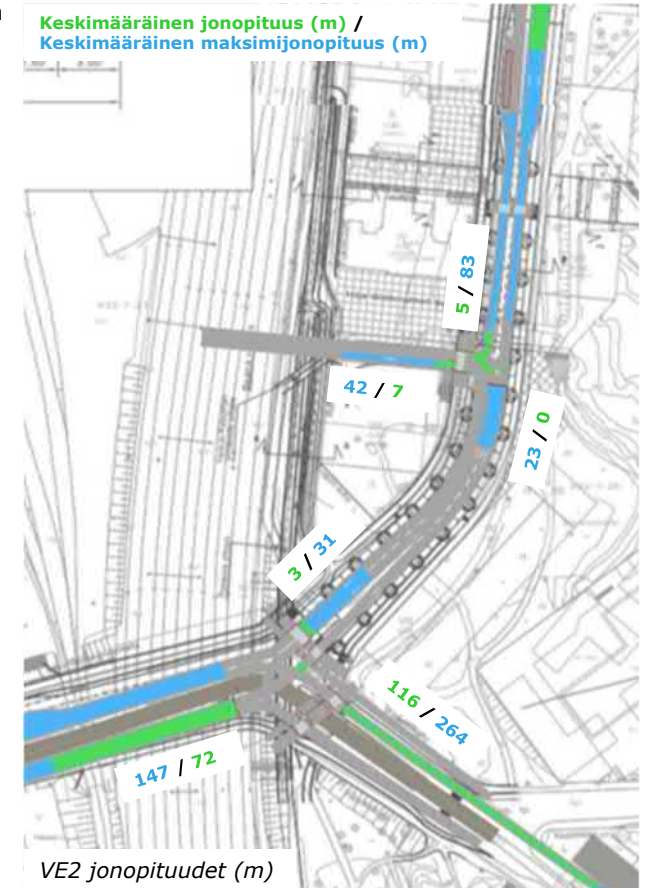 Keskimääräinen jonopituus (m) /
Keskimääräinen maksimijonopituus (m)
5 / 83
42 / 7
23 / 0
3 / 31
116 / 264
147 / 72
VE2 jonopituudet (m)